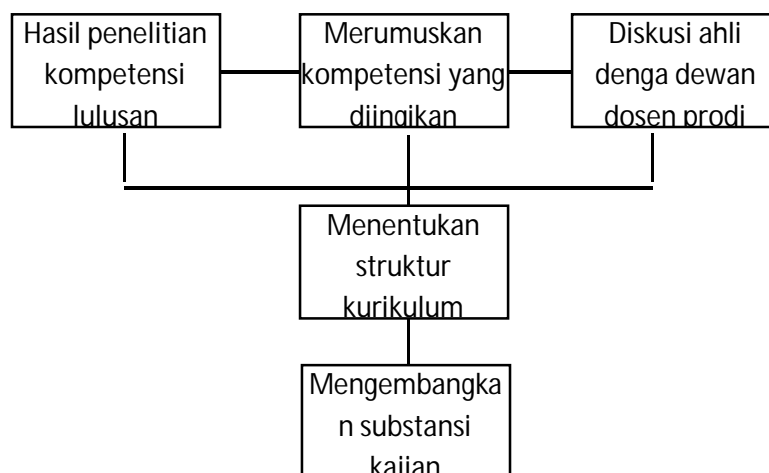 Hasil penelitian
kompetensi
lulusan
Merumuskan
kompetensi yang
diingikan
Diskusi ahli
denga dewan
dosen prodi
Menentukan
struktur
kurikulum
Mengembangka
n substansi
kajian